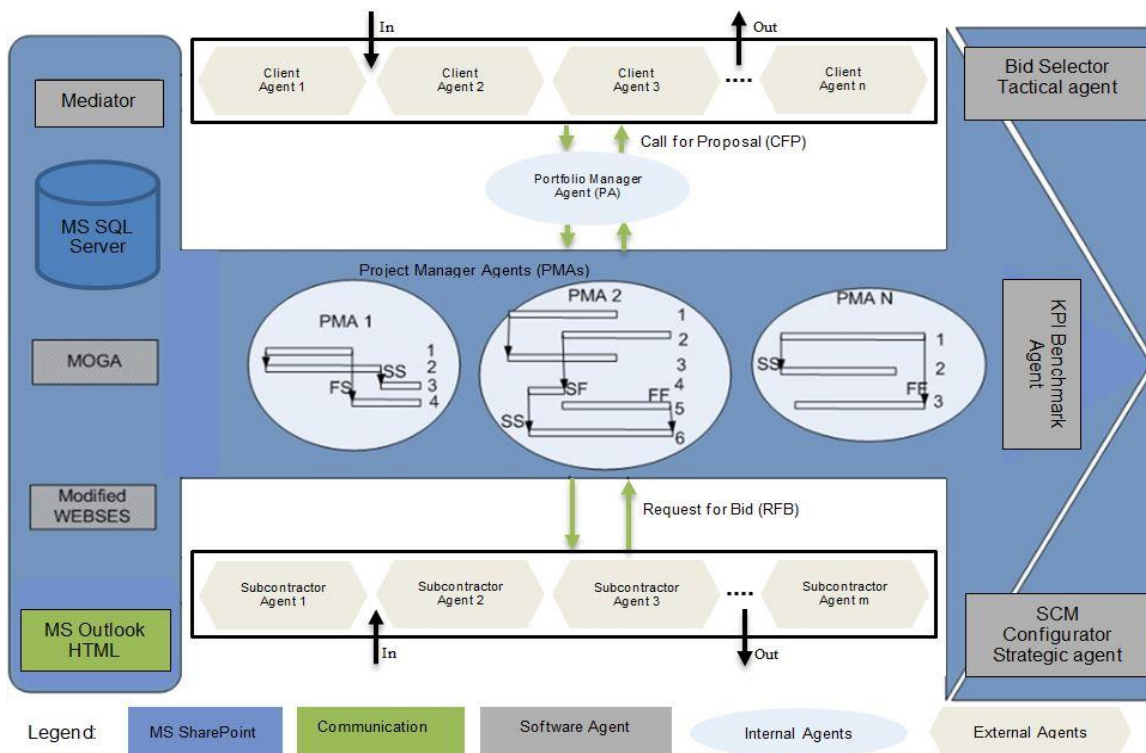 In
Out
Client
Agent 1
Client
Agent 2
Client
Agent 3
....
Client
Agent n
Mediator
Bid Selector
Tactical agent
Call for Proposal (CFP)
Portfolio Manager
Agent (PA)
MS SQL
Server
Project Manager Agents (PMAs)
PMA 1
1
2
SS
3
FS
4
PMA 2
1
2
3
4
SF
FF
5
SS
6
PMA N
1
SS
2
FF
3
KPI Benchmark
Agent
MOGA
Modified
WEBSES
Request for Bid (RFB)
Subcontractor
Agent 1
Subcontractor
Agent 2
Subcontractor
Agent 3
....
Subcontractor
Agent m
MS Outlook
HTML
SCM
Configurator
Strategic agent
In
Out
Legend:
MS SharePoint
Communication
Software Agent
Internal Agents
External Agents